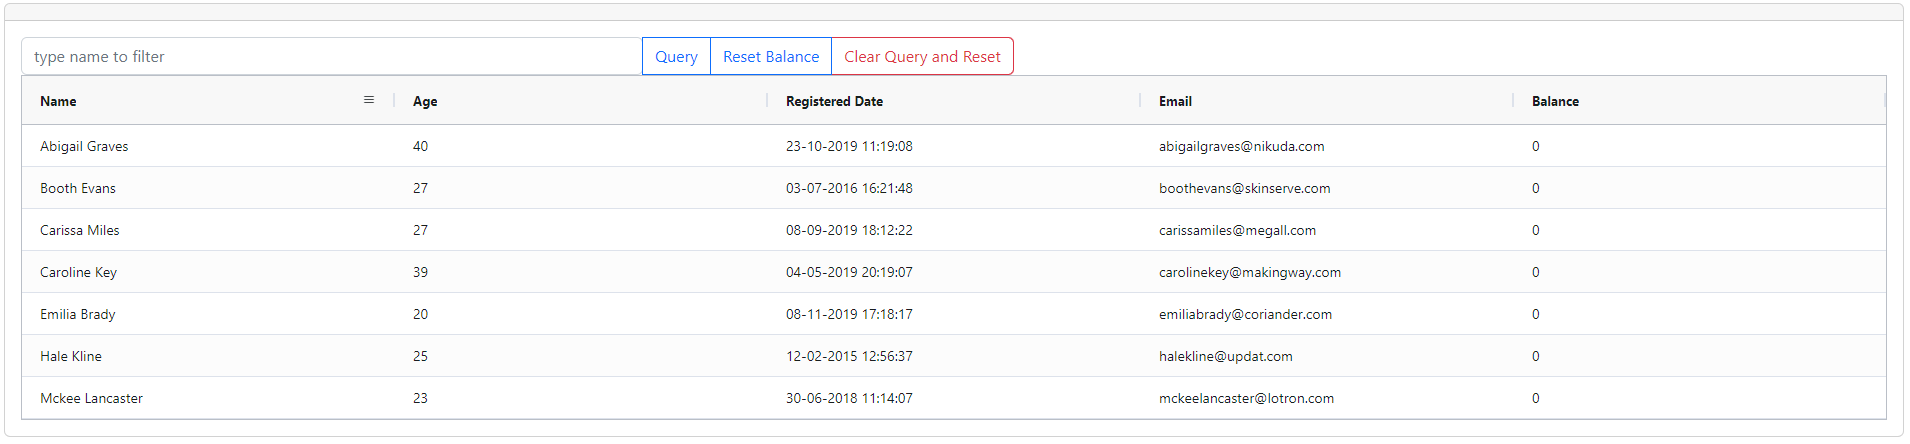 type name to filter Query Reset Balance Clear Query and Reset
Name Age Registered Date Email Balance
Abigail Graves 40 23-10-2019 11:19:08 abigailgraves@nikuda.com 0
Booth Evans 27 03-07-2016 16:21:48 boothevans@skinserve.com 0
Carissa Miles 27 08-09-2019 18:12:22 carissamiles@megall.com 0
Caroline Key 39 04-05-2019 20:19:07 carolinekey@makingway.com 0
Emilia Brady 20 08-11-2019 17:18:17 emiliabrady@coriander.com 0
Hale Kline 25 12-02-2015 12:56:37 halekline@updat.com 0
Mckee Lancaster 23 30-06-2018 11:14:07 mckeelancaster@lotron.com 0